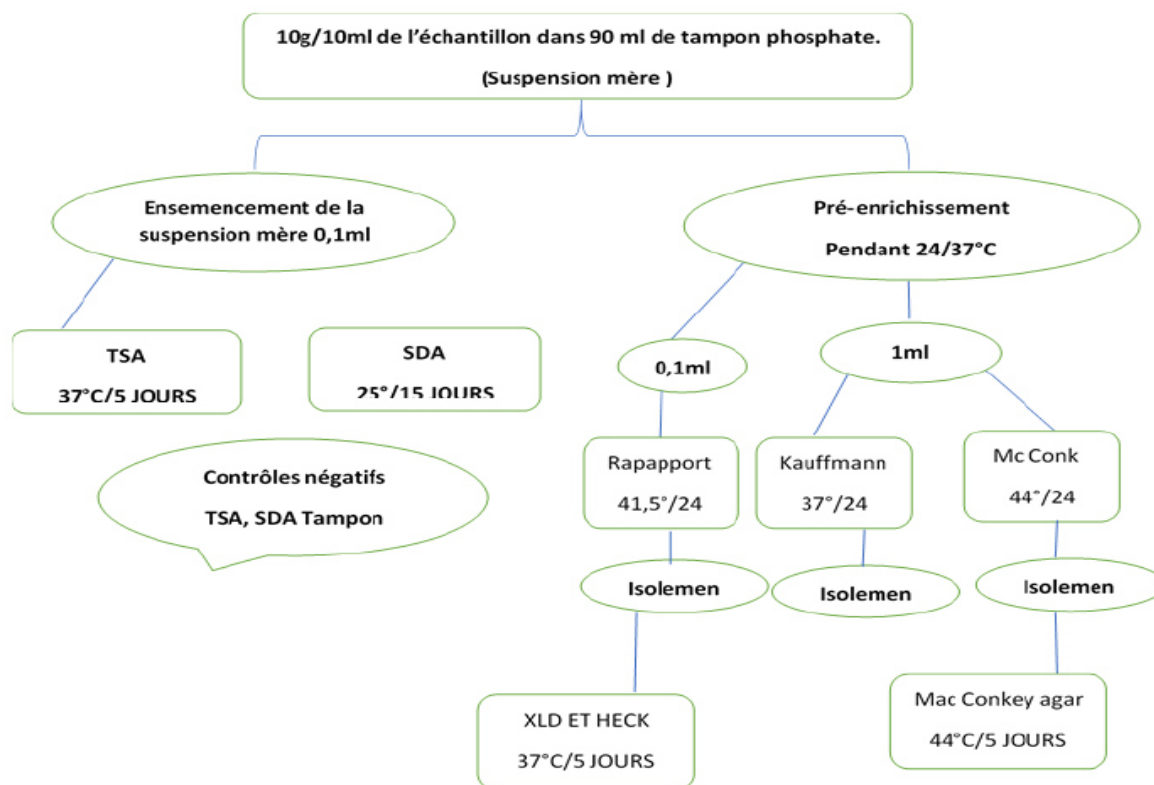 10g/10ml de l’échantillon dans 90 ml de tampon phosphate.
(Suspension mère )
Ensemencement de la
suspension mère 0,1ml
Pré-enrichissement
Pendant 24/37°C
TSA
37°C/5 JOURS
SDA
25°/15 JOURS
0,1ml
1ml
Contrôles négatifs
TSA, SDA Tampon
Rapapport
41,5°/24
Kauffmann
37°/24
Mc Conk
44°/24
Isolemen
Isolemen
Isolemen
XLD ET HECK
37°C/5 JOURS
Mac Conkey agar
44°C/5 JOURS